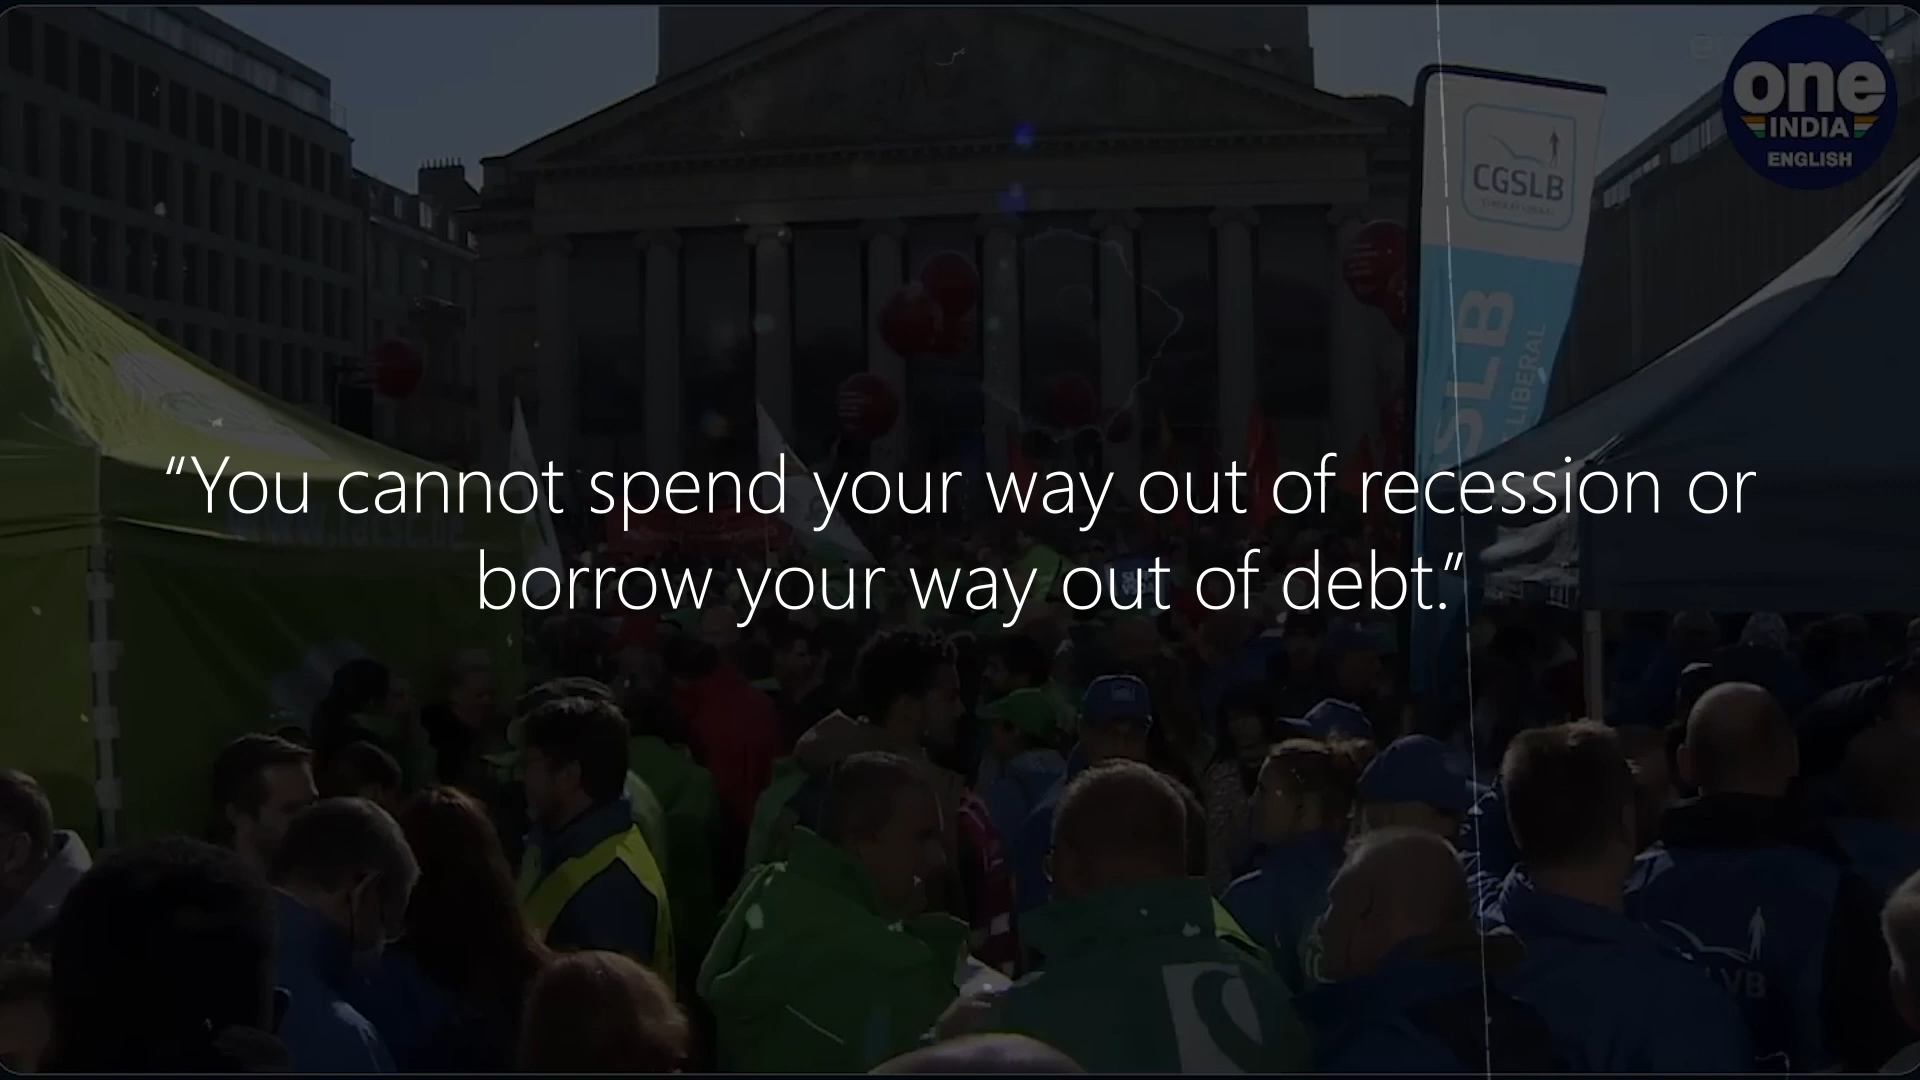 one
INDIA
ENGLISH
CGSLB
SLB
LIBERAL
“You cannot spend your way out of recession or
borrow your way out of debt.”